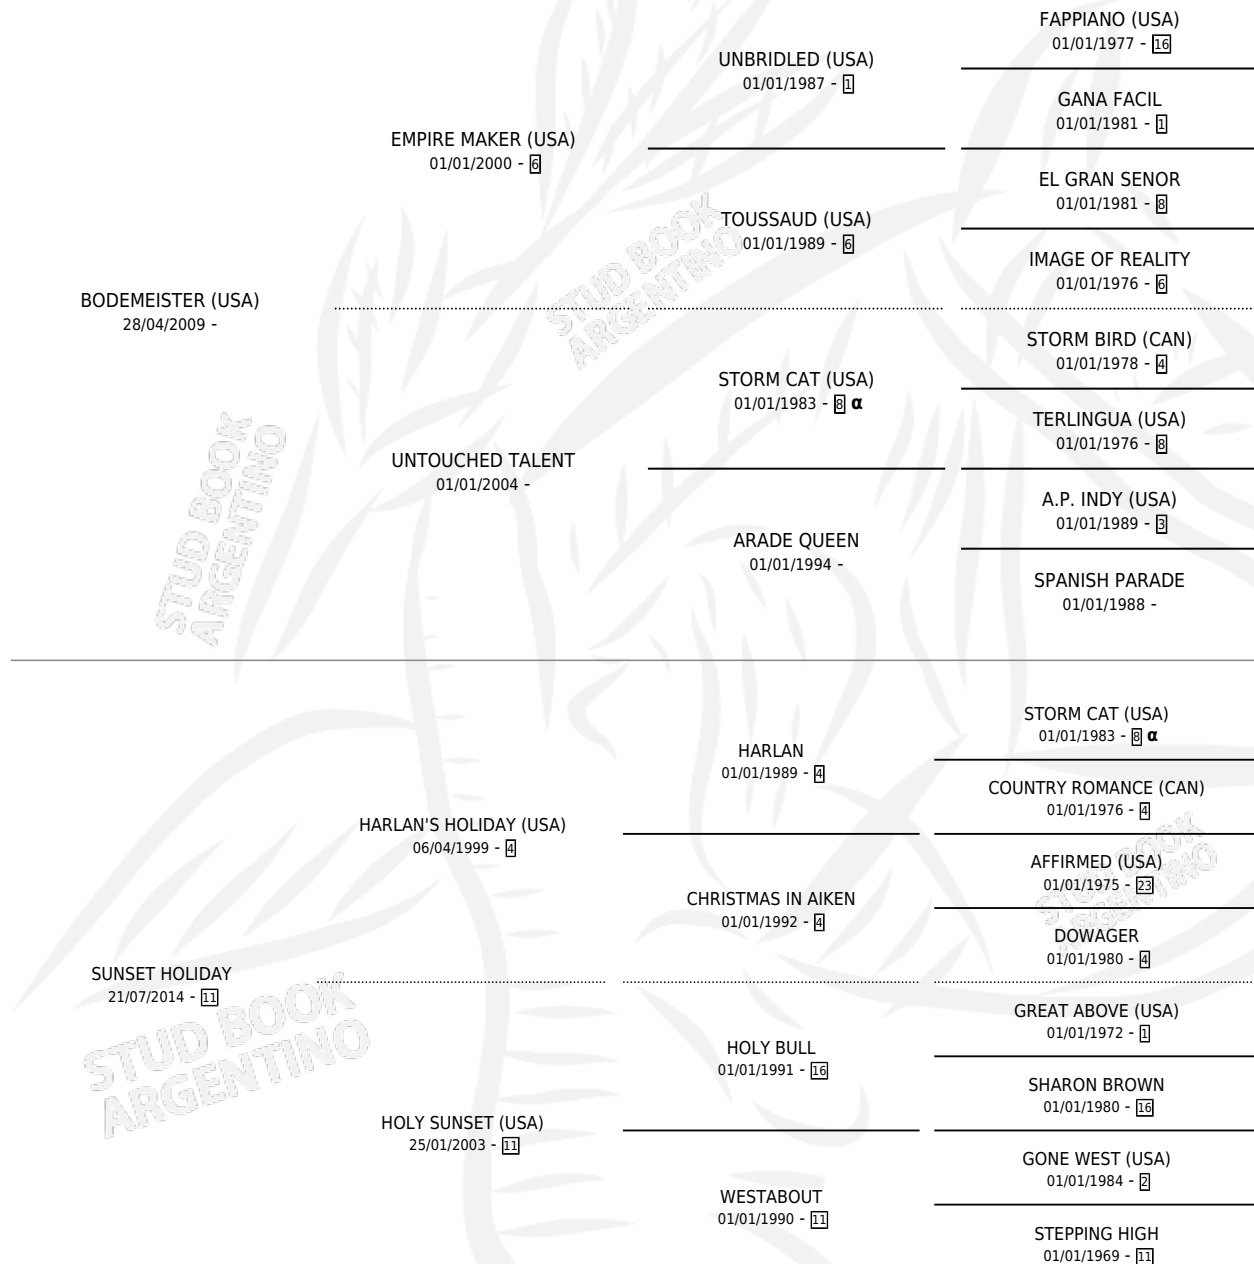 FAPPIANO (USA)
01/01/1977 - 16
UNBRIDLED (USA)
01/01/1987 - 1
GANA FACIL
01/01/1981 - 1
EMPIRE MAKER (USA)
01/01/2000 - 6
EL GRAN SENOR
01/01/1981 - 8
TOUSSAUD (USA)
01/01/1989 - 6
IMAGE OF REALITY
01/01/1976 - 6
BODEMEISTER (USA)
28/04/2009 -
STORM BIRD (CAN)
01/01/1978 - 4
STORM CAT (USA)
01/01/1983 - 8 α
TERLINGUA (USA)
01/01/1976 - 8
UNTOUCHED TALENT
01/01/2004 -
A.P. INDY (USA)
01/01/1989 - 3
ARADE QUEEN
01/01/1994 -
SPANISH PARADE
01/01/1988 -
STORM CAT (USA)
01/01/1983 - 8 α
HARLAN
01/01/1989 - 4
COUNTRY ROMANCE (CAN)
01/01/1976 - 4
HARLAN'S HOLIDAY (USA)
06/04/1999 - 4
AFFIRMED (USA)
01/01/1975 - 23
CHRISTMAS IN AIKEN
01/01/1992 - 4
DOWAGER
01/01/1980 - 4
SUNSET HOLIDAY
21/07/2014 - 11
GREAT ABOVE (USA)
01/01/1972 - 1
HOLY BULL
01/01/1991 - 16
SHARON BROWN
01/01/1980 - 16
HOLY SUNSET (USA)
25/01/2003 - 11
GONE WEST (USA)
01/01/1984 - 2
WESTABOUT
01/01/1990 - 11
STEPPING HIGH
01/01/1969 - 11
STUD BOOK
ARGENTINO
STUD BOOK
ARGENTINO
STUD BOOK
ARGENTINO
STUD BOOK
ARGENTINO